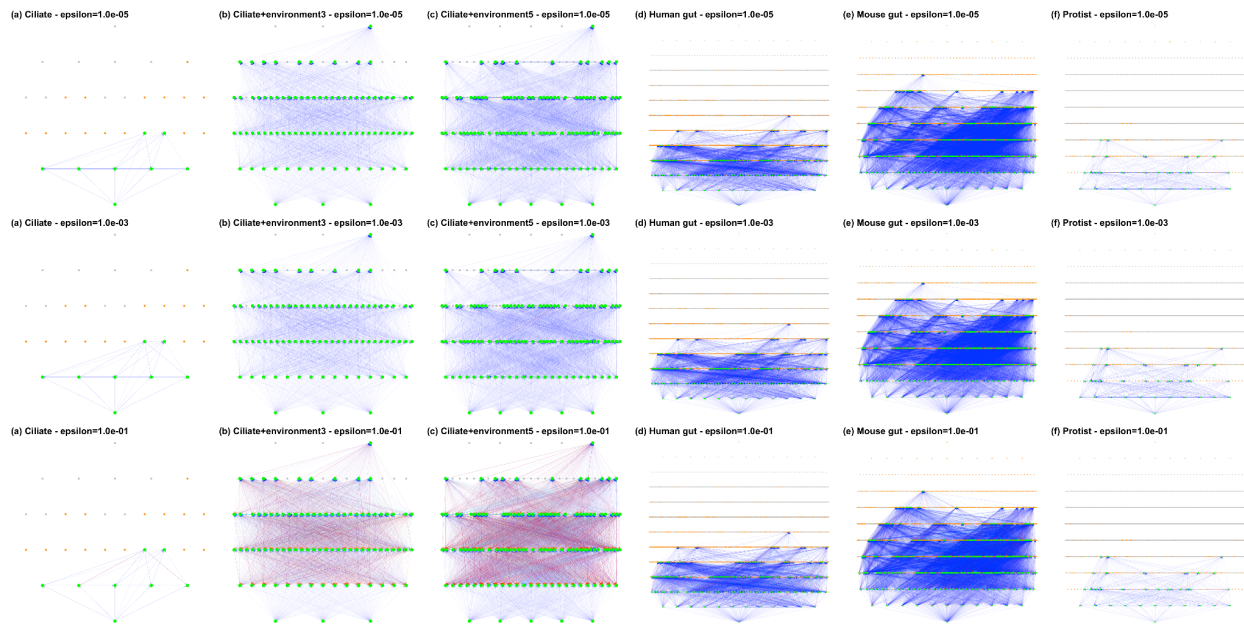 (a) Ciliate - epsilon=1.0e-05
(b) Ciliate+environment3 - epsilon=1.0e-05
(c) Ciliate+environment5 - epsilon=1.0e-05
(d) Human gut - epsilon=1.0e-05
(e) Mouse gut - epsilon=1.0e-05
(f) Protist - epsilon=1.0e-05
(a) Ciliate - epsilon=1.0e-03
(b) Ciliate+environment3 - epsilon=1.0e-03
(c) Ciliate+environment5 - epsilon=1.0e-03
(d) Human gut - epsilon=1.0e-03
(e) Mouse gut - epsilon=1.0e-03
(f) Protist - epsilon=1.0e-03
(a) Ciliate - epsilon=1.0e-01
(b) Ciliate+environment3 - epsilon=1.0e-01
(c) Ciliate+environment5 - epsilon=1.0e-01
(d) Human gut - epsilon=1.0e-01
(e) Mouse gut - epsilon=1.0e-01
(f) Protist - epsilon=1.0e-01